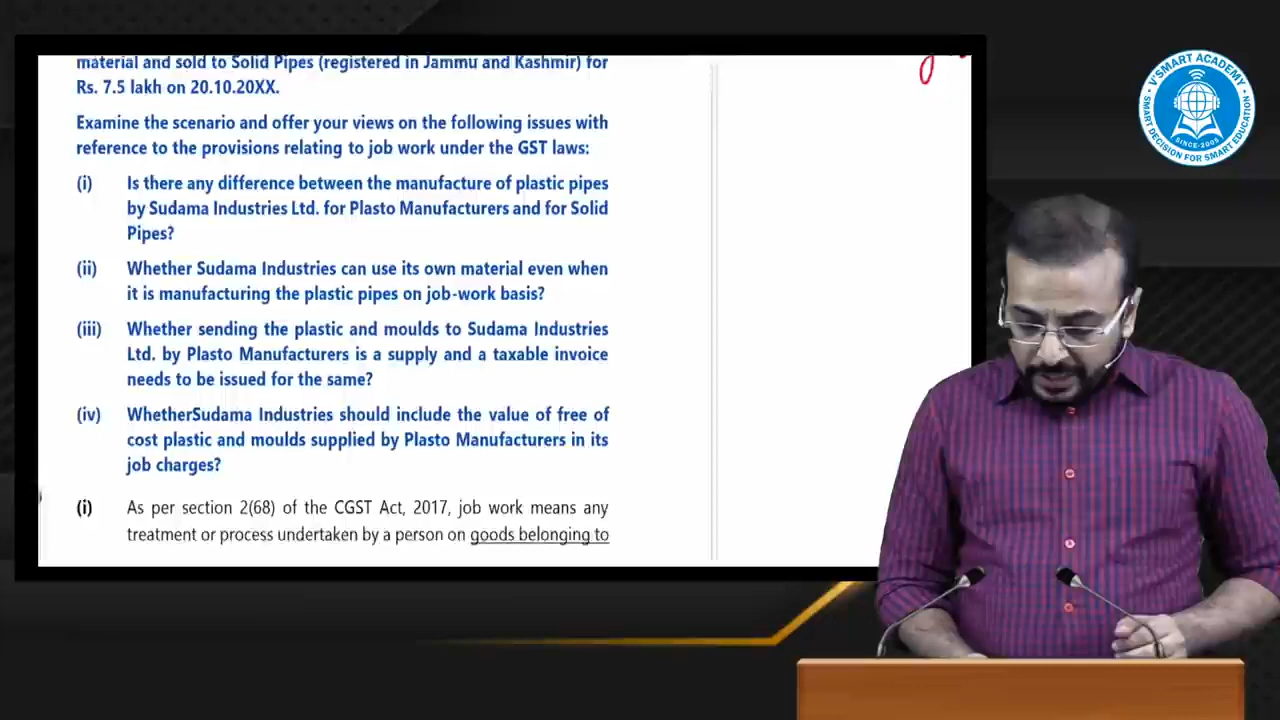 material and sold to Solid Pipes (registered in Jammu and Kashmir) for
Rs. 7.5 lakh on 20.10.20XX.
Examine the scenario and offer your views on the following issues with
reference to the provisions relating to job work under the GST laws:
(i) Is there any difference between the manufacture of plastic pipes
by Sudama Industries Ltd. for Plasto Manufacturers and for Solid
Pipes?
(ii) Whether Sudama Industries can use its own material even when
it is manufacturing the plastic pipes on job-work basis?
(iii) Whether sending the plastic and moulds to Sudama Industries
Ltd. by Plasto Manufacturers is a supply and a taxable invoice
needs to be issued for the same?
(iv) WhetherSudama Industries should include the value of free of
cost plastic and moulds supplied by Plasto Manufacturers in its
job charges?
(i) As per section 2(68) of the CGST Act, 2017, job work means any
treatment or process undertaken by a person on goods belonging to
V'SMART ACADEMY
SINCE-2005
SMART DECISION FOR SMART EDUCATION